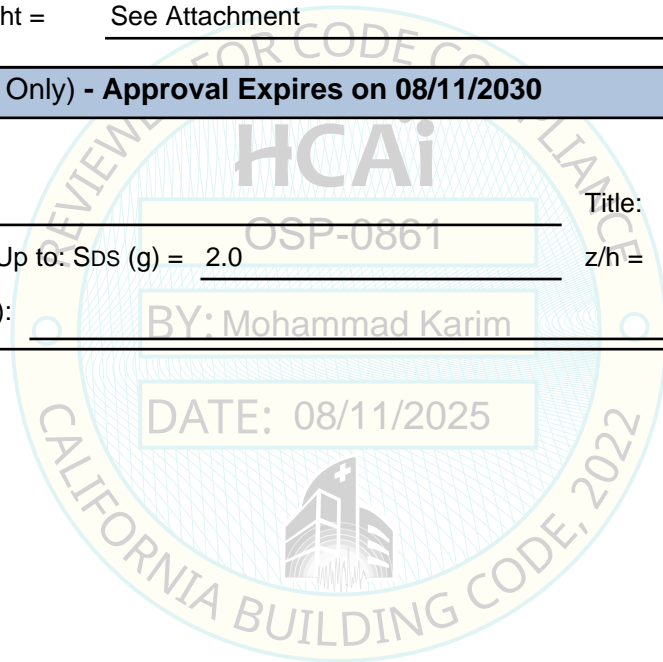 ht = See Attachment
Only) - Approval Expires on 08/11/2030
REVIEWED FOR CODE COMPLIANCE
HCAi
Title:
OSP-0861
Up to: SDS (g) = 2.0 z/h =
):
BY: Mohammad Karim
DATE: 08/11/2025
CALIFORNIA BUILDING CODE, 2022